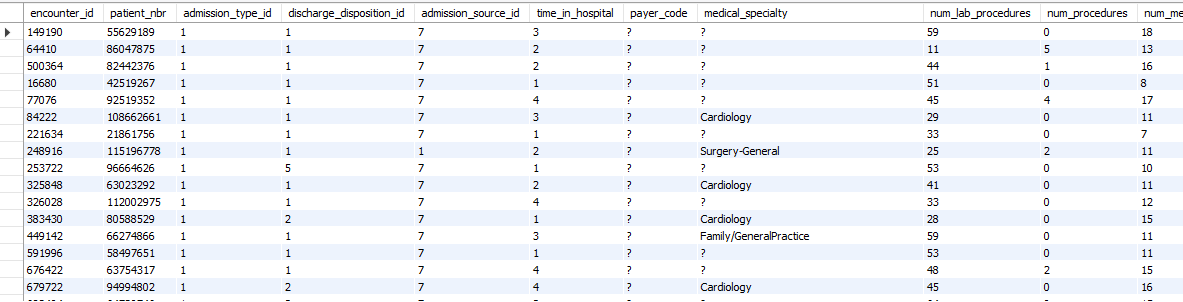 encounter_id patient_nbr admission_type_id discharge_disposition_id admission_source_id time_in_hospital payer_code medical_specialty num_lab_procedures num_procedures num_me
149190 55629189 1 1 7 3 ? ? 59 0 18
64410 86047875 1 1 7 2 ? ? 11 5 13
500364 82442376 1 1 7 2 ? ? 44 1 16
16680 42519267 1 1 7 1 ? ? 51 0 8
77076 92519352 1 1 7 4 ? ? 45 4 17
84222 108662661 1 1 7 3 ? Cardiology 29 0 11
221634 21861756 1 1 7 1 ? ? 33 0 7
248916 115196778 1 1 1 2 ? Surgery-General 25 2 11
253722 96664626 1 5 7 1 ? ? 53 0 10
325848 63023292 1 1 7 2 ? Cardiology 41 0 11
326028 112002975 1 1 7 4 ? ? 33 0 12
383430 80588529 1 2 7 1 ? Cardiology 28 0 15
449142 66274866 1 1 7 3 ? Family/GeneralPractice 59 0 11
591996 58497651 1 1 7 1 ? ? 53 0 11
676422 63754317 1 1 7 4 ? ? 48 2 15
679722 94994802 1 2 7 2 ? Cardiology 45 0 16